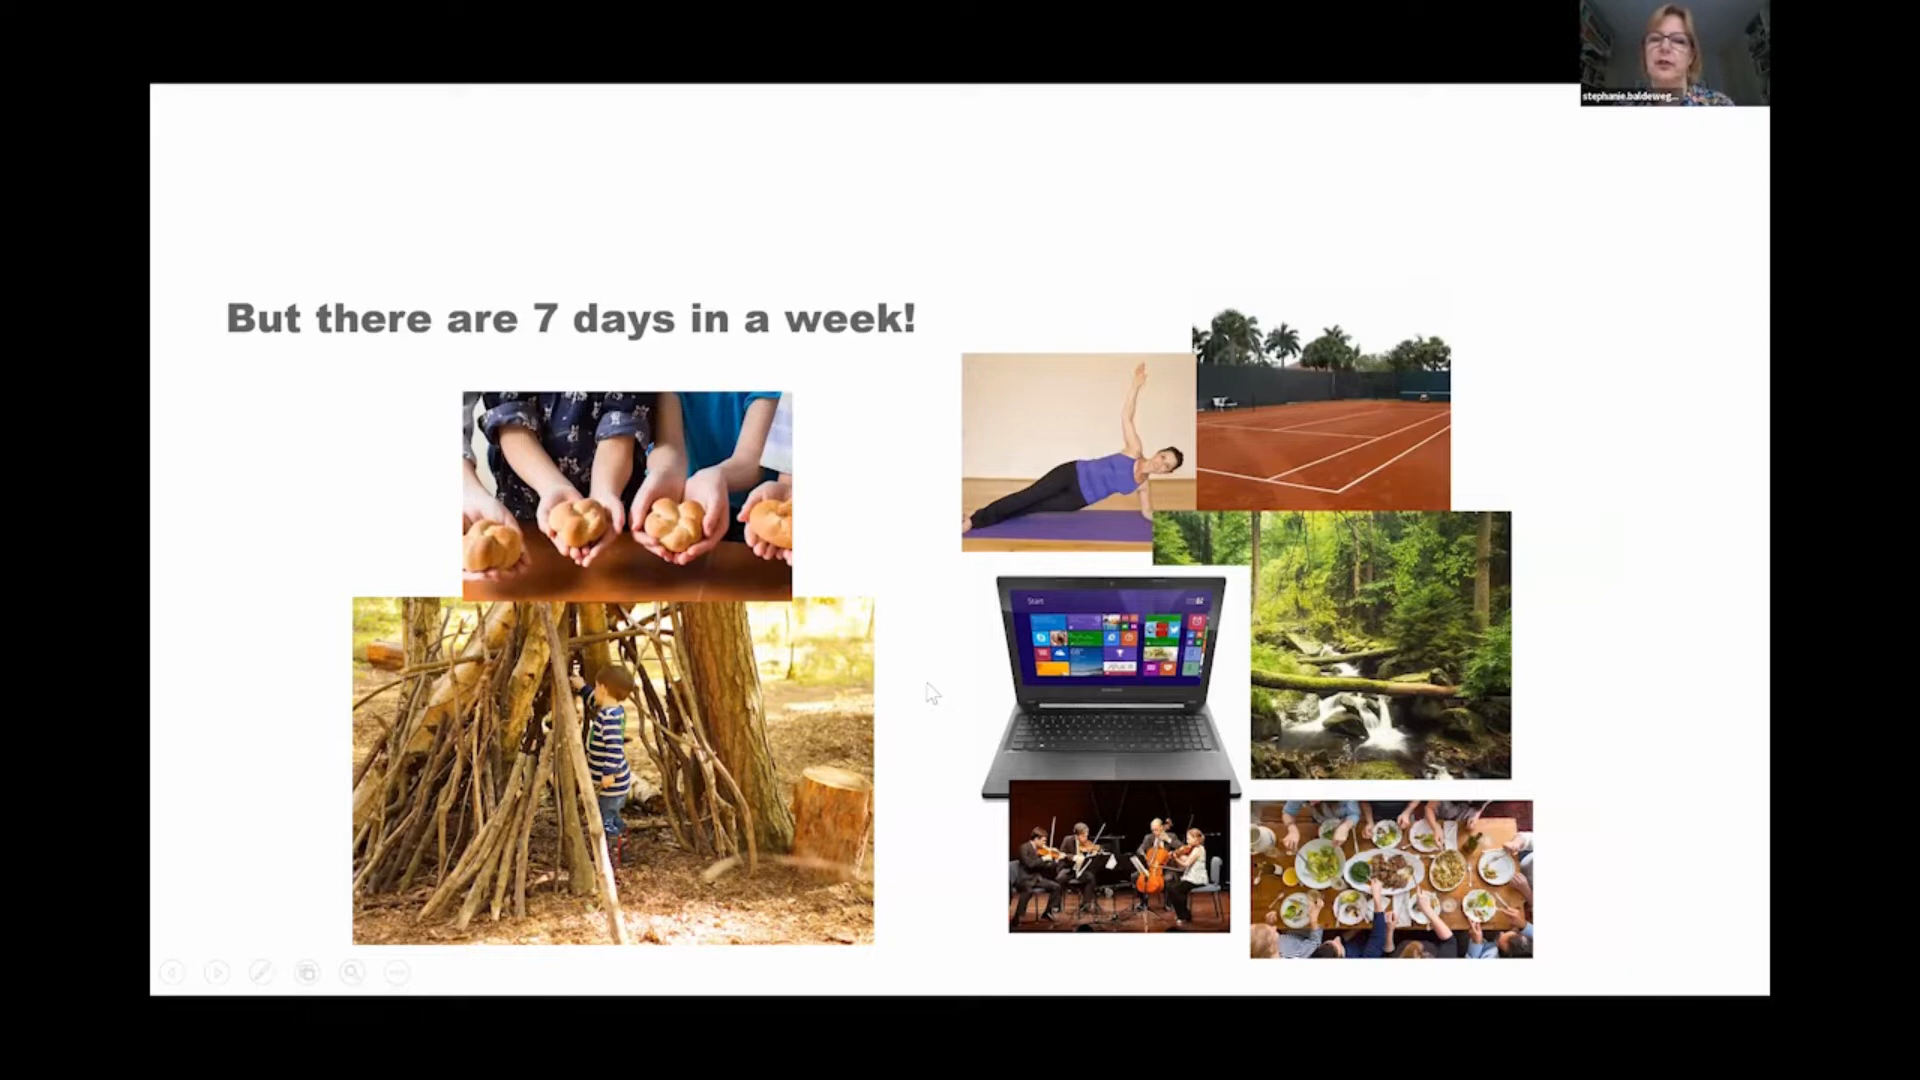 stephanie.baldeweg...
But there are 7 days in a week!
Start